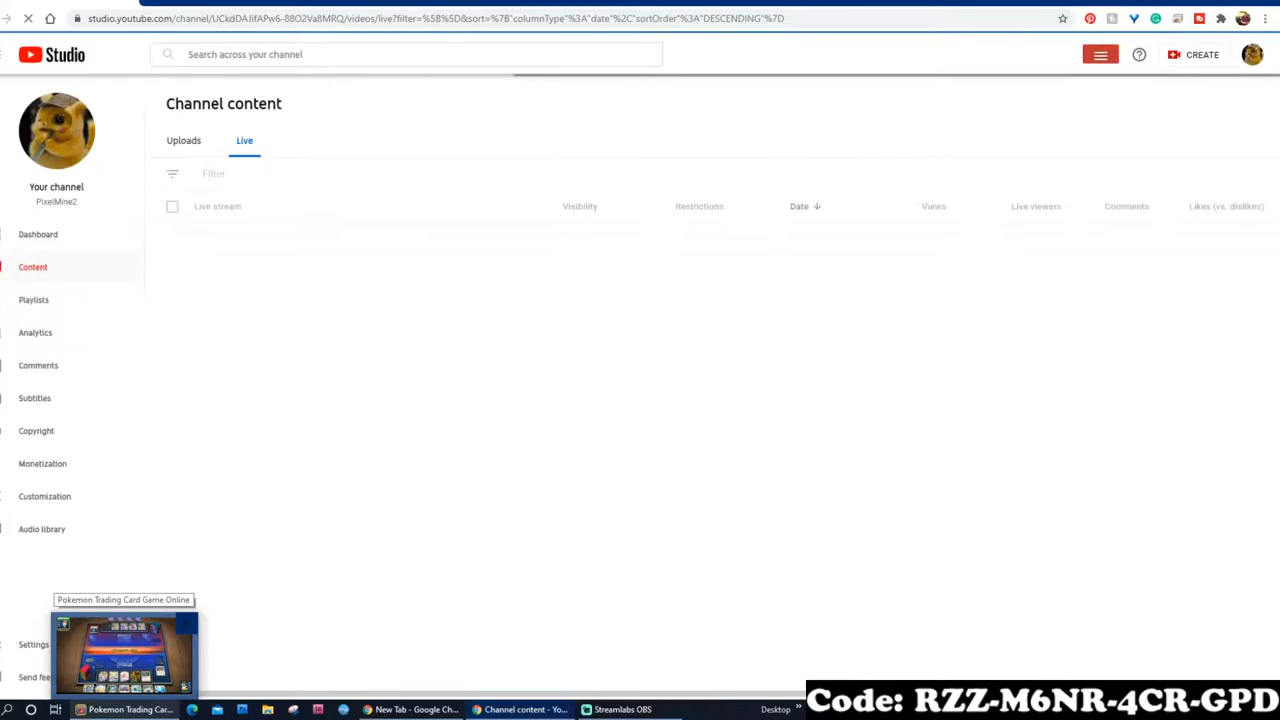 studio.youtube.com/channel/UCkdDAJifAPw6-88O2Va8MRQ/videos/live?filter=%5B%5D&sort=%7B"columnType"%3A"date"%2C"sortOrder"%3A"DESCENDING"%7D
Studio
Search across your channel
CREATE
Channel content
Uploads
Live
Filter
Live stream
Visibility
Restrictions
Date
Views
Live viewers
Comments
Likes (vs. dislikes)
Your channel
PixelMine2
Dashboard
Content
Playlists
Analytics
Comments
Subtitles
Copyright
Monetization
Customization
Audio library
Settings
Send fee
Pokemon Trading Card Game Online
Pokemon Trading Car...
New Tab - Google Ch...
Channel content - Yo...
Streamlabs OBS
Desktop
Code: RZZ-M6NR-4CR-GPD